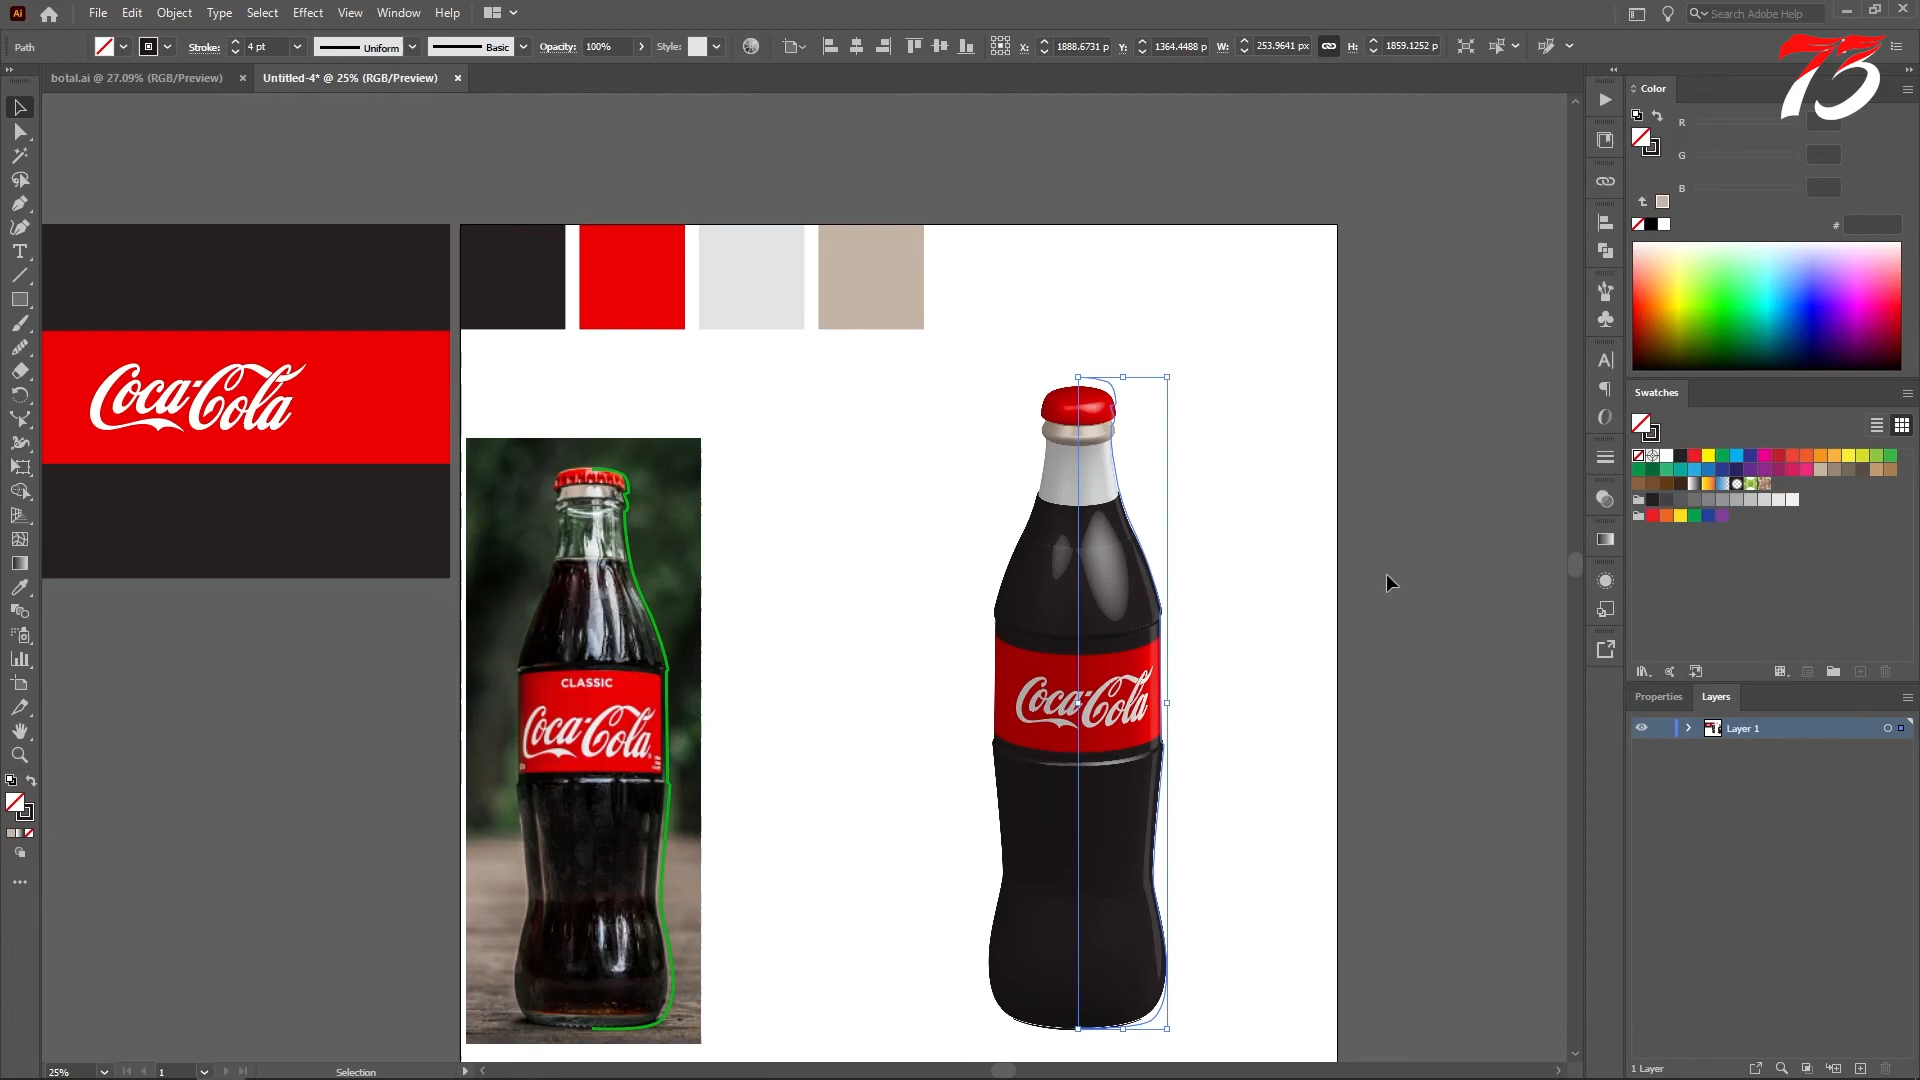 Ai
File Edit Object Type Select Effect View Window Help
Search Adobe Help
Path
Stroke: 4 pt
Uniform
Basic
Opacity: 100%
Style:
X: 1888.6731 p
Y: 1364.4488 p
W: 253.9641 px
H: 1859.1252 p
73
botal.ai @ 27.09% (RGB/Preview)
Untitled-4* @ 25% (RGB/Preview)
Color
R
G
B
#
Coca-Cola
CLASSIC
Coca-Cola
Coca-Cola
Swatches
Properties Layers
Layer 1
1 Layer
25%
1
Selection